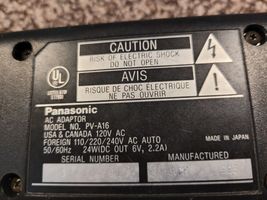 CAUTION
RISK OF ELECTRIC SHOCK
DO NOT OPEN
AVIS
RISQUE DE CHOC ELECTRIQUE
NE PAS OUVRIR
UL
Panasonic
AC ADAPTOR
MODEL NO. PV-A16
USA & CANADA 120V AC
FOREIGN 110/220/240V AC AUTO
MADE IN JAPAN
50/60Hz 24W(DC OUT 6V, 2.2A)
SERIAL NUMBER
MANUFACTURED